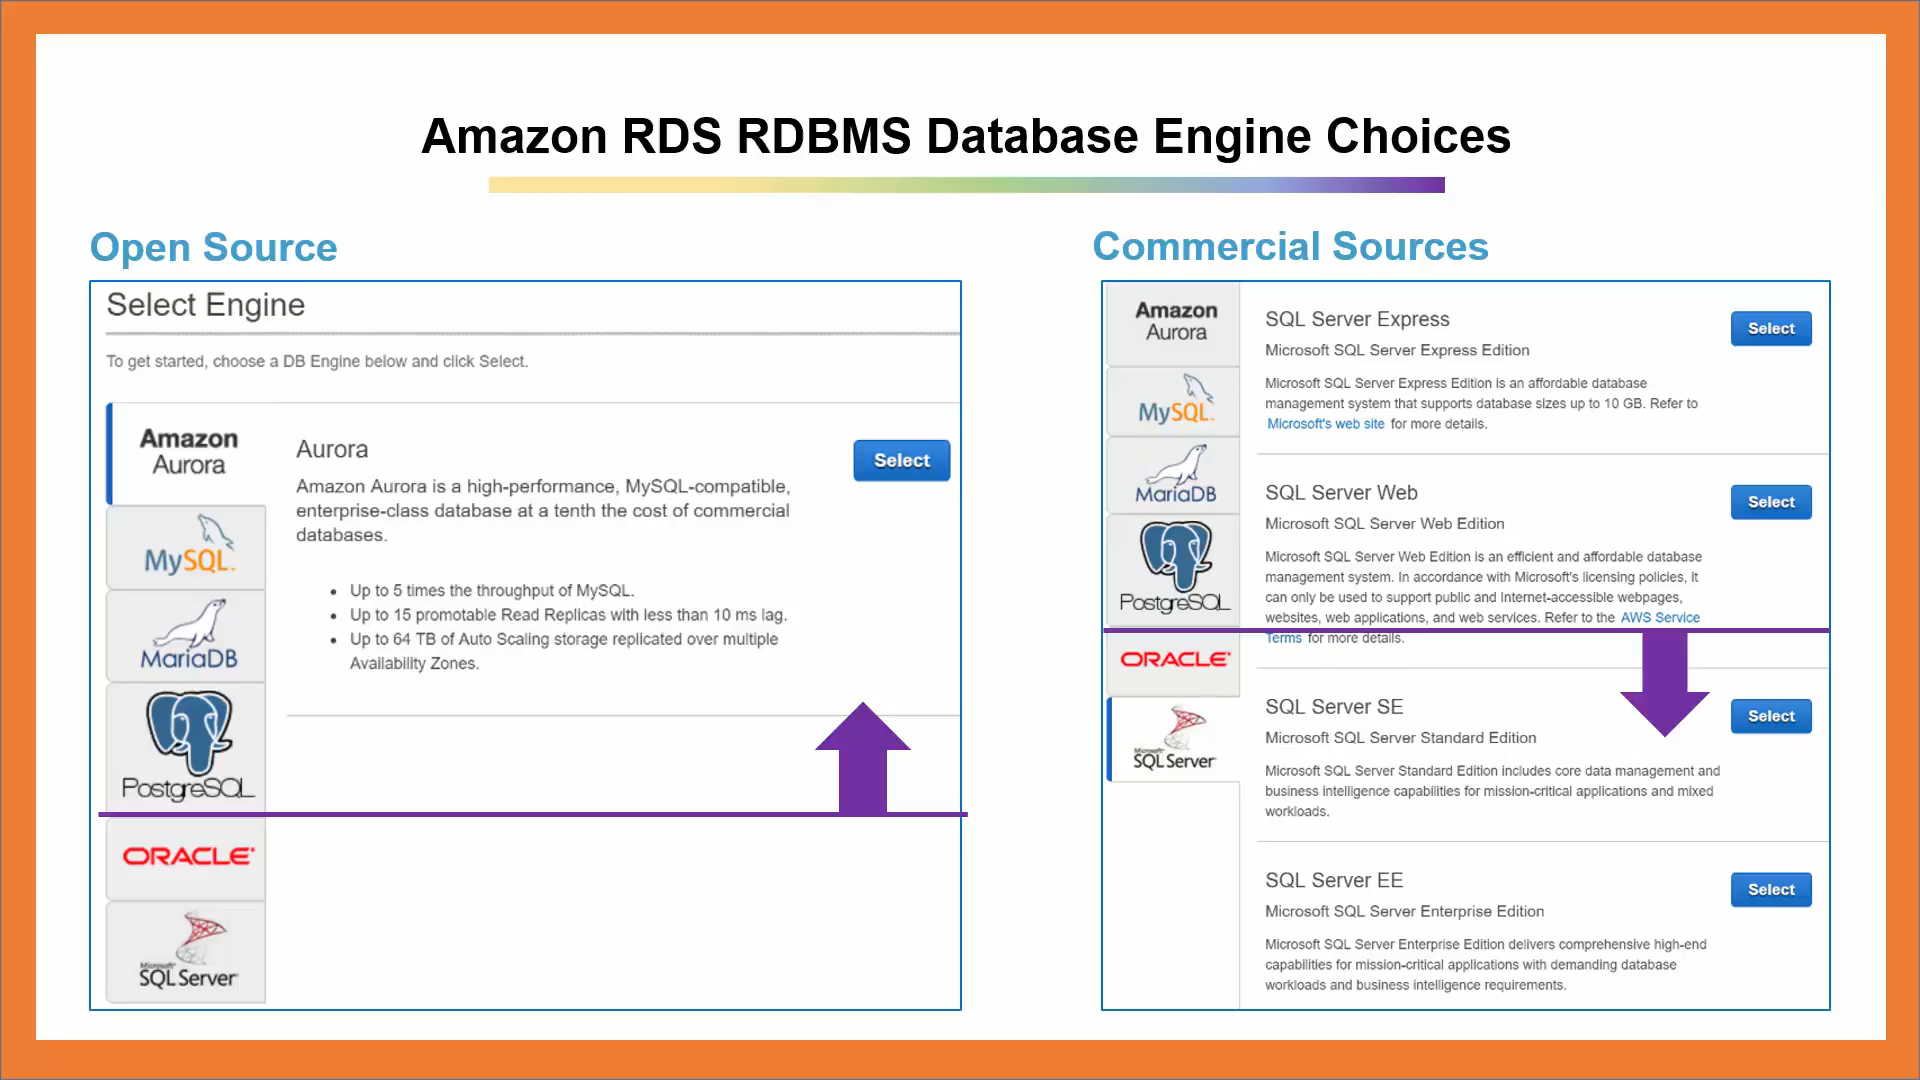 Amazon RDS RDBMS Database Engine Choices
Open Source
Select Engine
To get started, choose a DB Engine below and click Select.
Amazon
Aurora
MySQL.
MariaDB
PostgreSQL
ORACLE
Microsoft
SQL Server
Aurora
Select
Amazon Aurora is a high-performance, MySQL-compatible,
enterprise-class database at a tenth the cost of commercial
databases.
• Up to 5 times the throughput of MySQL.
• Up to 15 promotable Read Replicas with less than 10 ms lag.
• Up to 64 TB of Auto Scaling storage replicated over multiple
Availability Zones.
Commercial Sources
Amazon
Aurora
MySQL.
MariaDB
PostgreSQL
ORACLE
Microsoft
SQL Server
SQL Server Express
Select
Microsoft SQL Server Express Edition
Microsoft SQL Server Express Edition is an affordable database
management system that supports database sizes up to 10 GB. Refer to
Microsoft's web site for more details.
SQL Server Web
Select
Microsoft SQL Server Web Edition
Microsoft SQL Server Web Edition is an efficient and affordable database
management system. In accordance with Microsoft's licensing policies, it
can only be used to support public and Internet-accessible webpages,
websites, web applications, and web services. Refer to the AWS Service
Terms for more details.
SQL Server SE
Select
Microsoft SQL Server Standard Edition
Microsoft SQL Server Standard Edition includes core data management and
business intelligence capabilities for mission-critical applications and mixed
workloads.
SQL Server EE
Select
Microsoft SQL Server Enterprise Edition
Microsoft SQL Server Enterprise Edition delivers comprehensive high-end
capabilities for mission-critical applications with demanding database
workloads and business intelligence requirements.